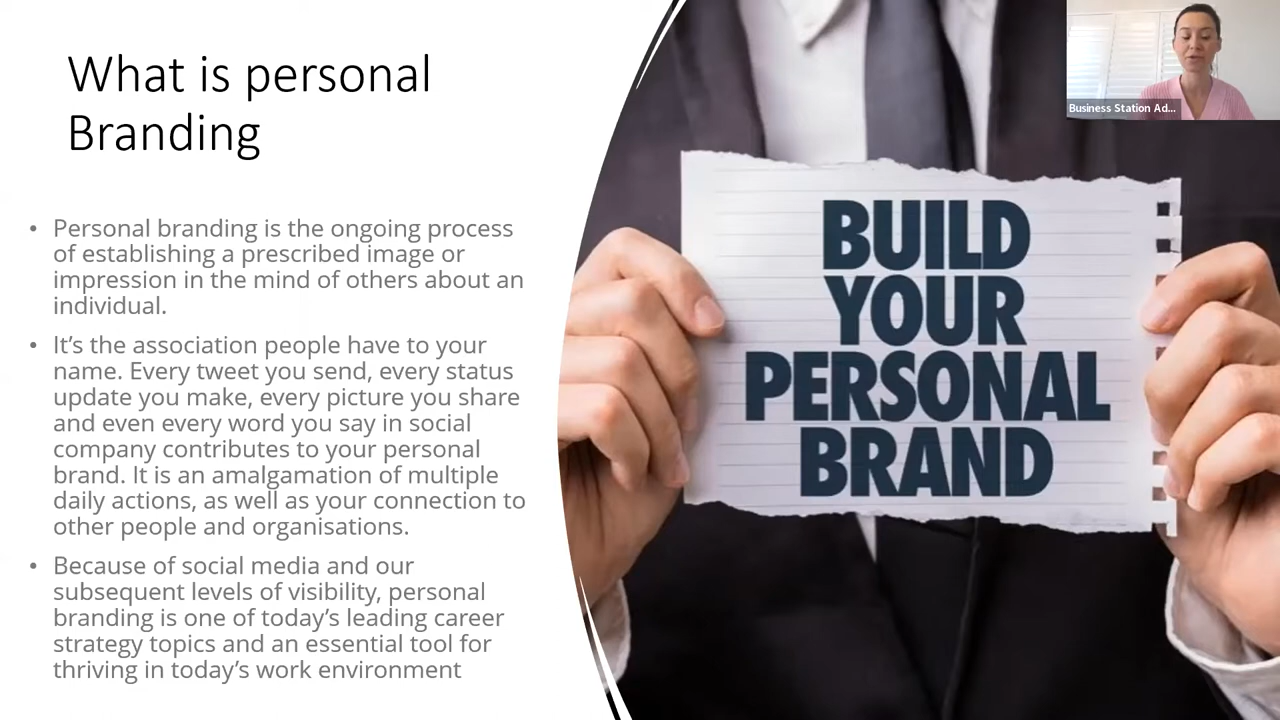 What is personal
Branding
• Personal branding is the ongoing process
of establishing a prescribed image or
impression in the mind of others about an
individual.
• It’s the association people have to your
name. Every tweet you send, every status
update you make, every picture you share
and even every word you say in social
company contributes to your personal
brand. It is an amalgamation of multiple
daily actions, as well as your connection to
other people and organisations.
• Because of social media and our
subsequent levels of visibility, personal
branding is one of today’s leading career
strategy topics and an essential tool for
thriving in today’s work environment
BUILD
YOUR
PERSONAL
BRAND
Business Station Ad...